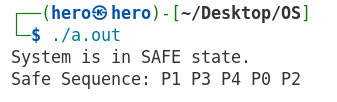 ┌──(hero㉿hero)-[~/Desktop/OS]
└─$ ./a.out
System is in SAFE state.
Safe Sequence: P1 P3 P4 P0 P2